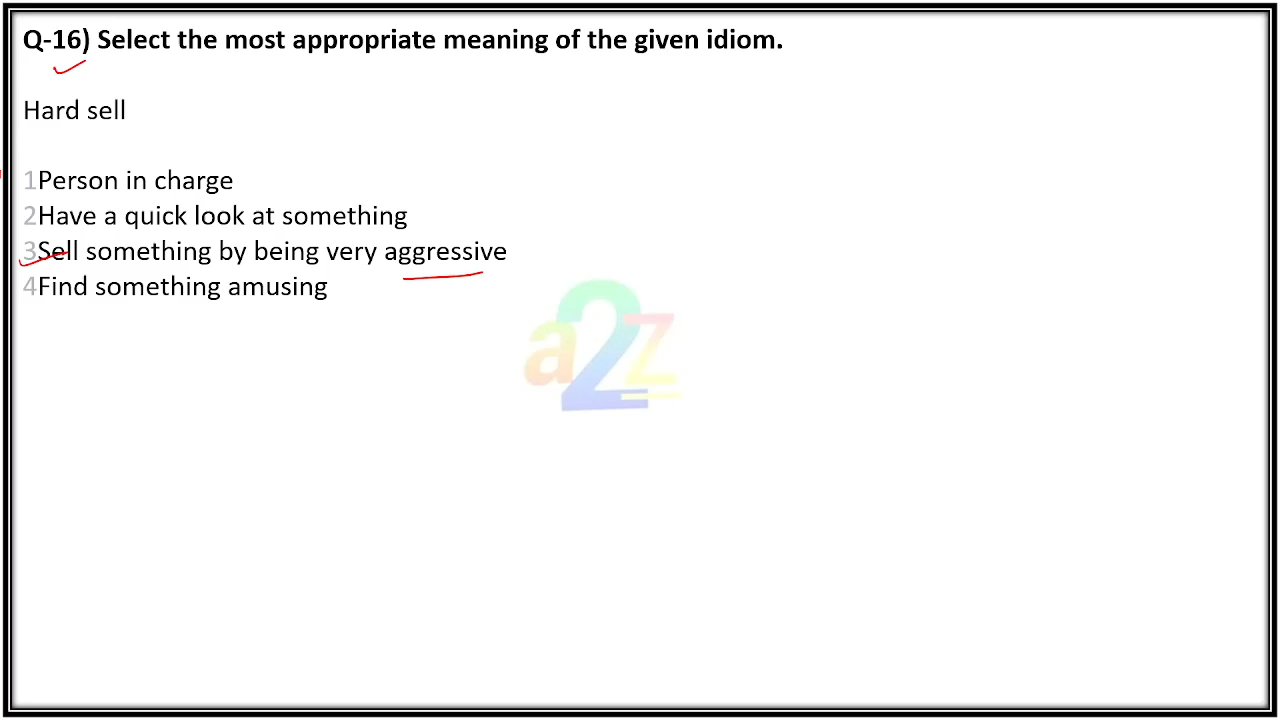 Q-16) Select the most appropriate meaning of the given idiom.
Hard sell
1Person in charge
2Have a quick look at something
3Sell something by being very aggressive
4Find something amusing
a2z